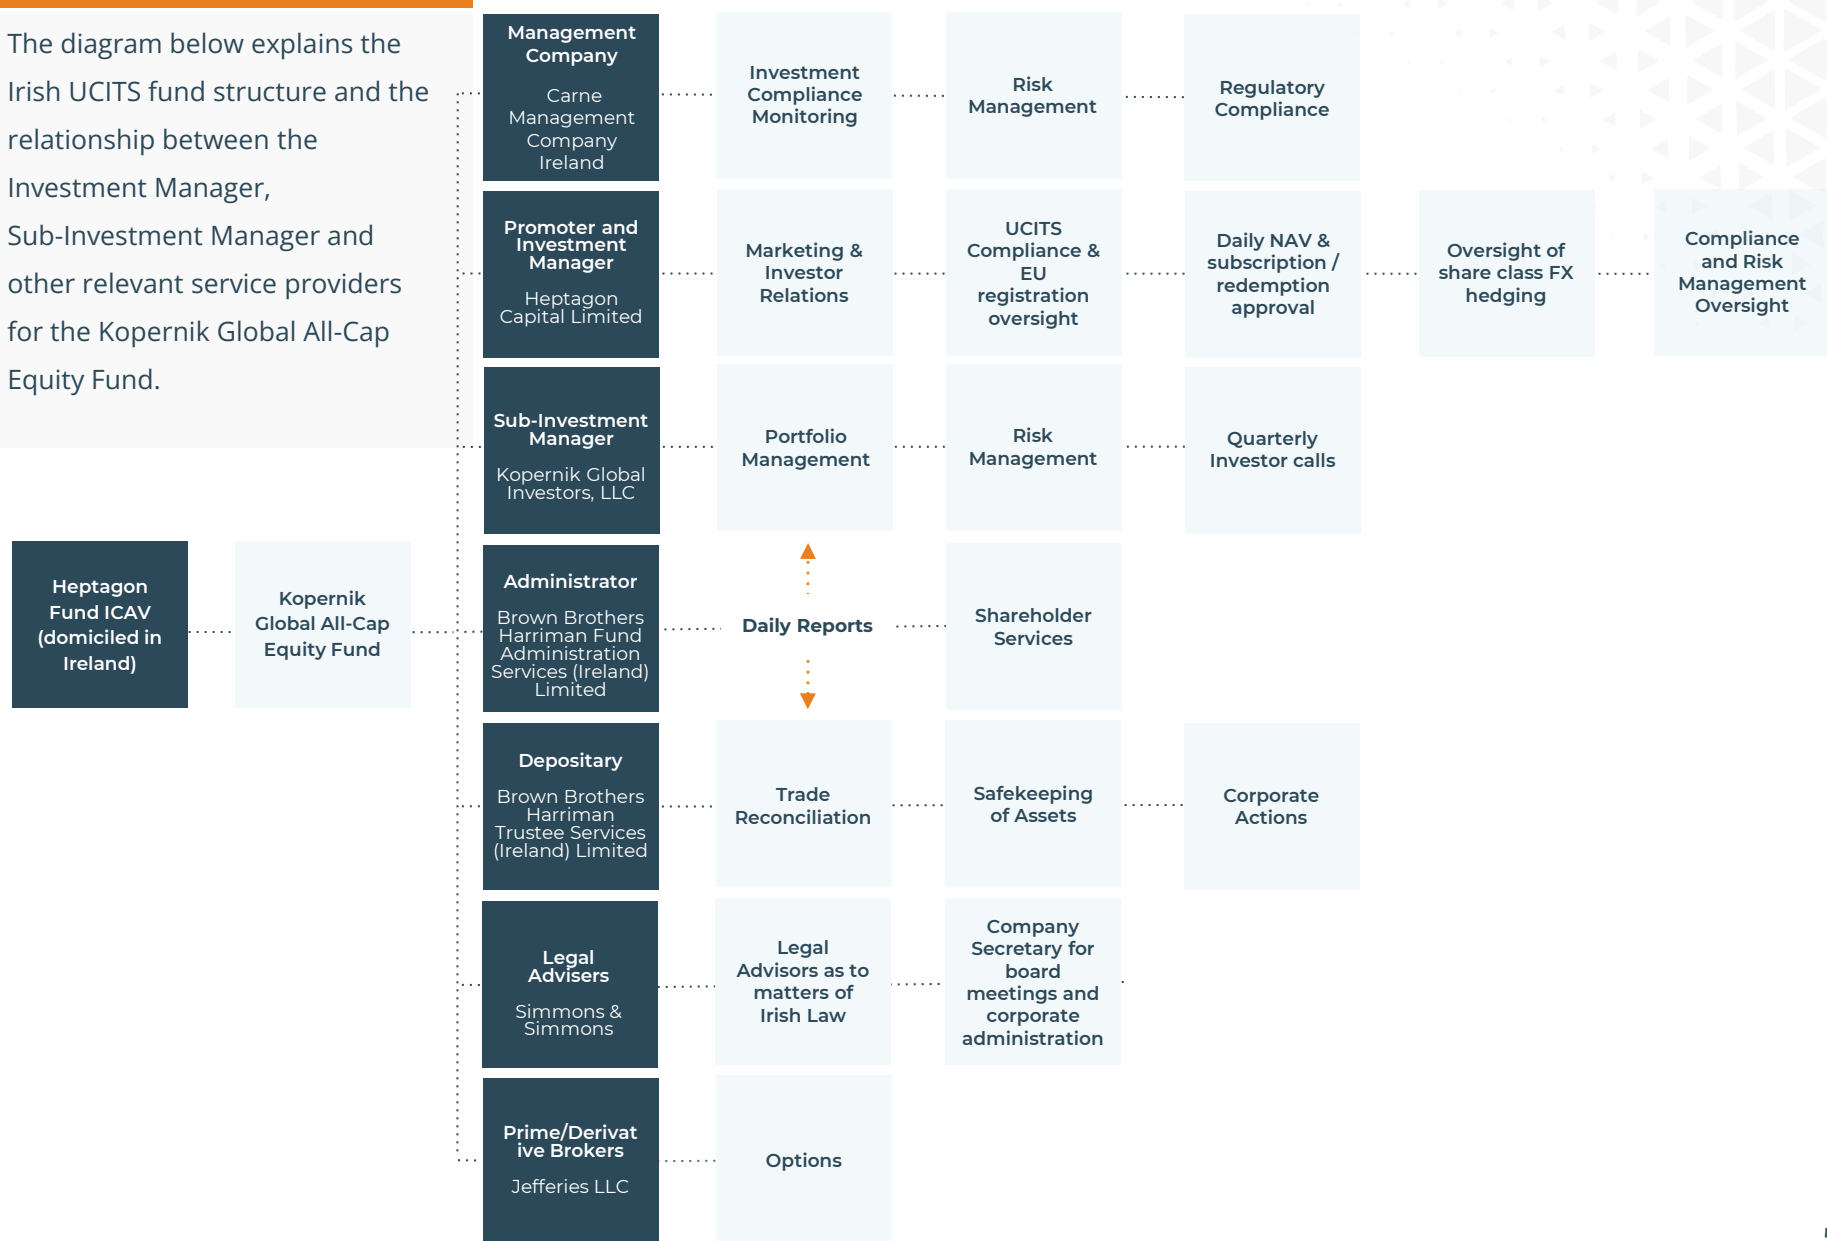 The diagram below explains the
Irish UCITS fund structure and the
relationship between the
Investment Manager,
Sub-Investment Manager and
other relevant service providers
for the Kopernik Global All-Cap
Equity Fund.
Heptagon
Fund ICAV
(domiciled in
Ireland)
Kopernik
Global All-Cap
Equity Fund
Management
Company
Carne
Management
Company
Ireland
Investment
Compliance
Monitoring
Risk
Management
Regulatory
Compliance
Promoter and
Investment
Manager
Heptagon
Capital Limited
Marketing &
Investor
Relations
UCITS
Compliance &
EU
registration
oversight
Daily NAV &
subscription /
redemption
approval
Oversight of
share class FX
hedging
Compliance
and Risk
Management
Oversight
Sub-Investment
Manager
Kopernik Global
Investors, LLC
Portfolio
Management
Risk
Management
Quarterly
Investor calls
Administrator
Brown Brothers
Harriman Fund
Administration
Services (Ireland)
Limited
Daily Reports
Shareholder
Services
Depositary
Brown Brothers
Harriman
Trustee Services
(Ireland) Limited
Trade
Reconciliation
Safekeeping
of Assets
Corporate
Actions
Legal
Advisers
Simmons &
Simmons
Legal
Advisors as to
matters of
Irish Law
Company
Secretary for
board
meetings and
corporate
administration
Prime/Derivat
ive Brokers
Jefferies LLC
Options